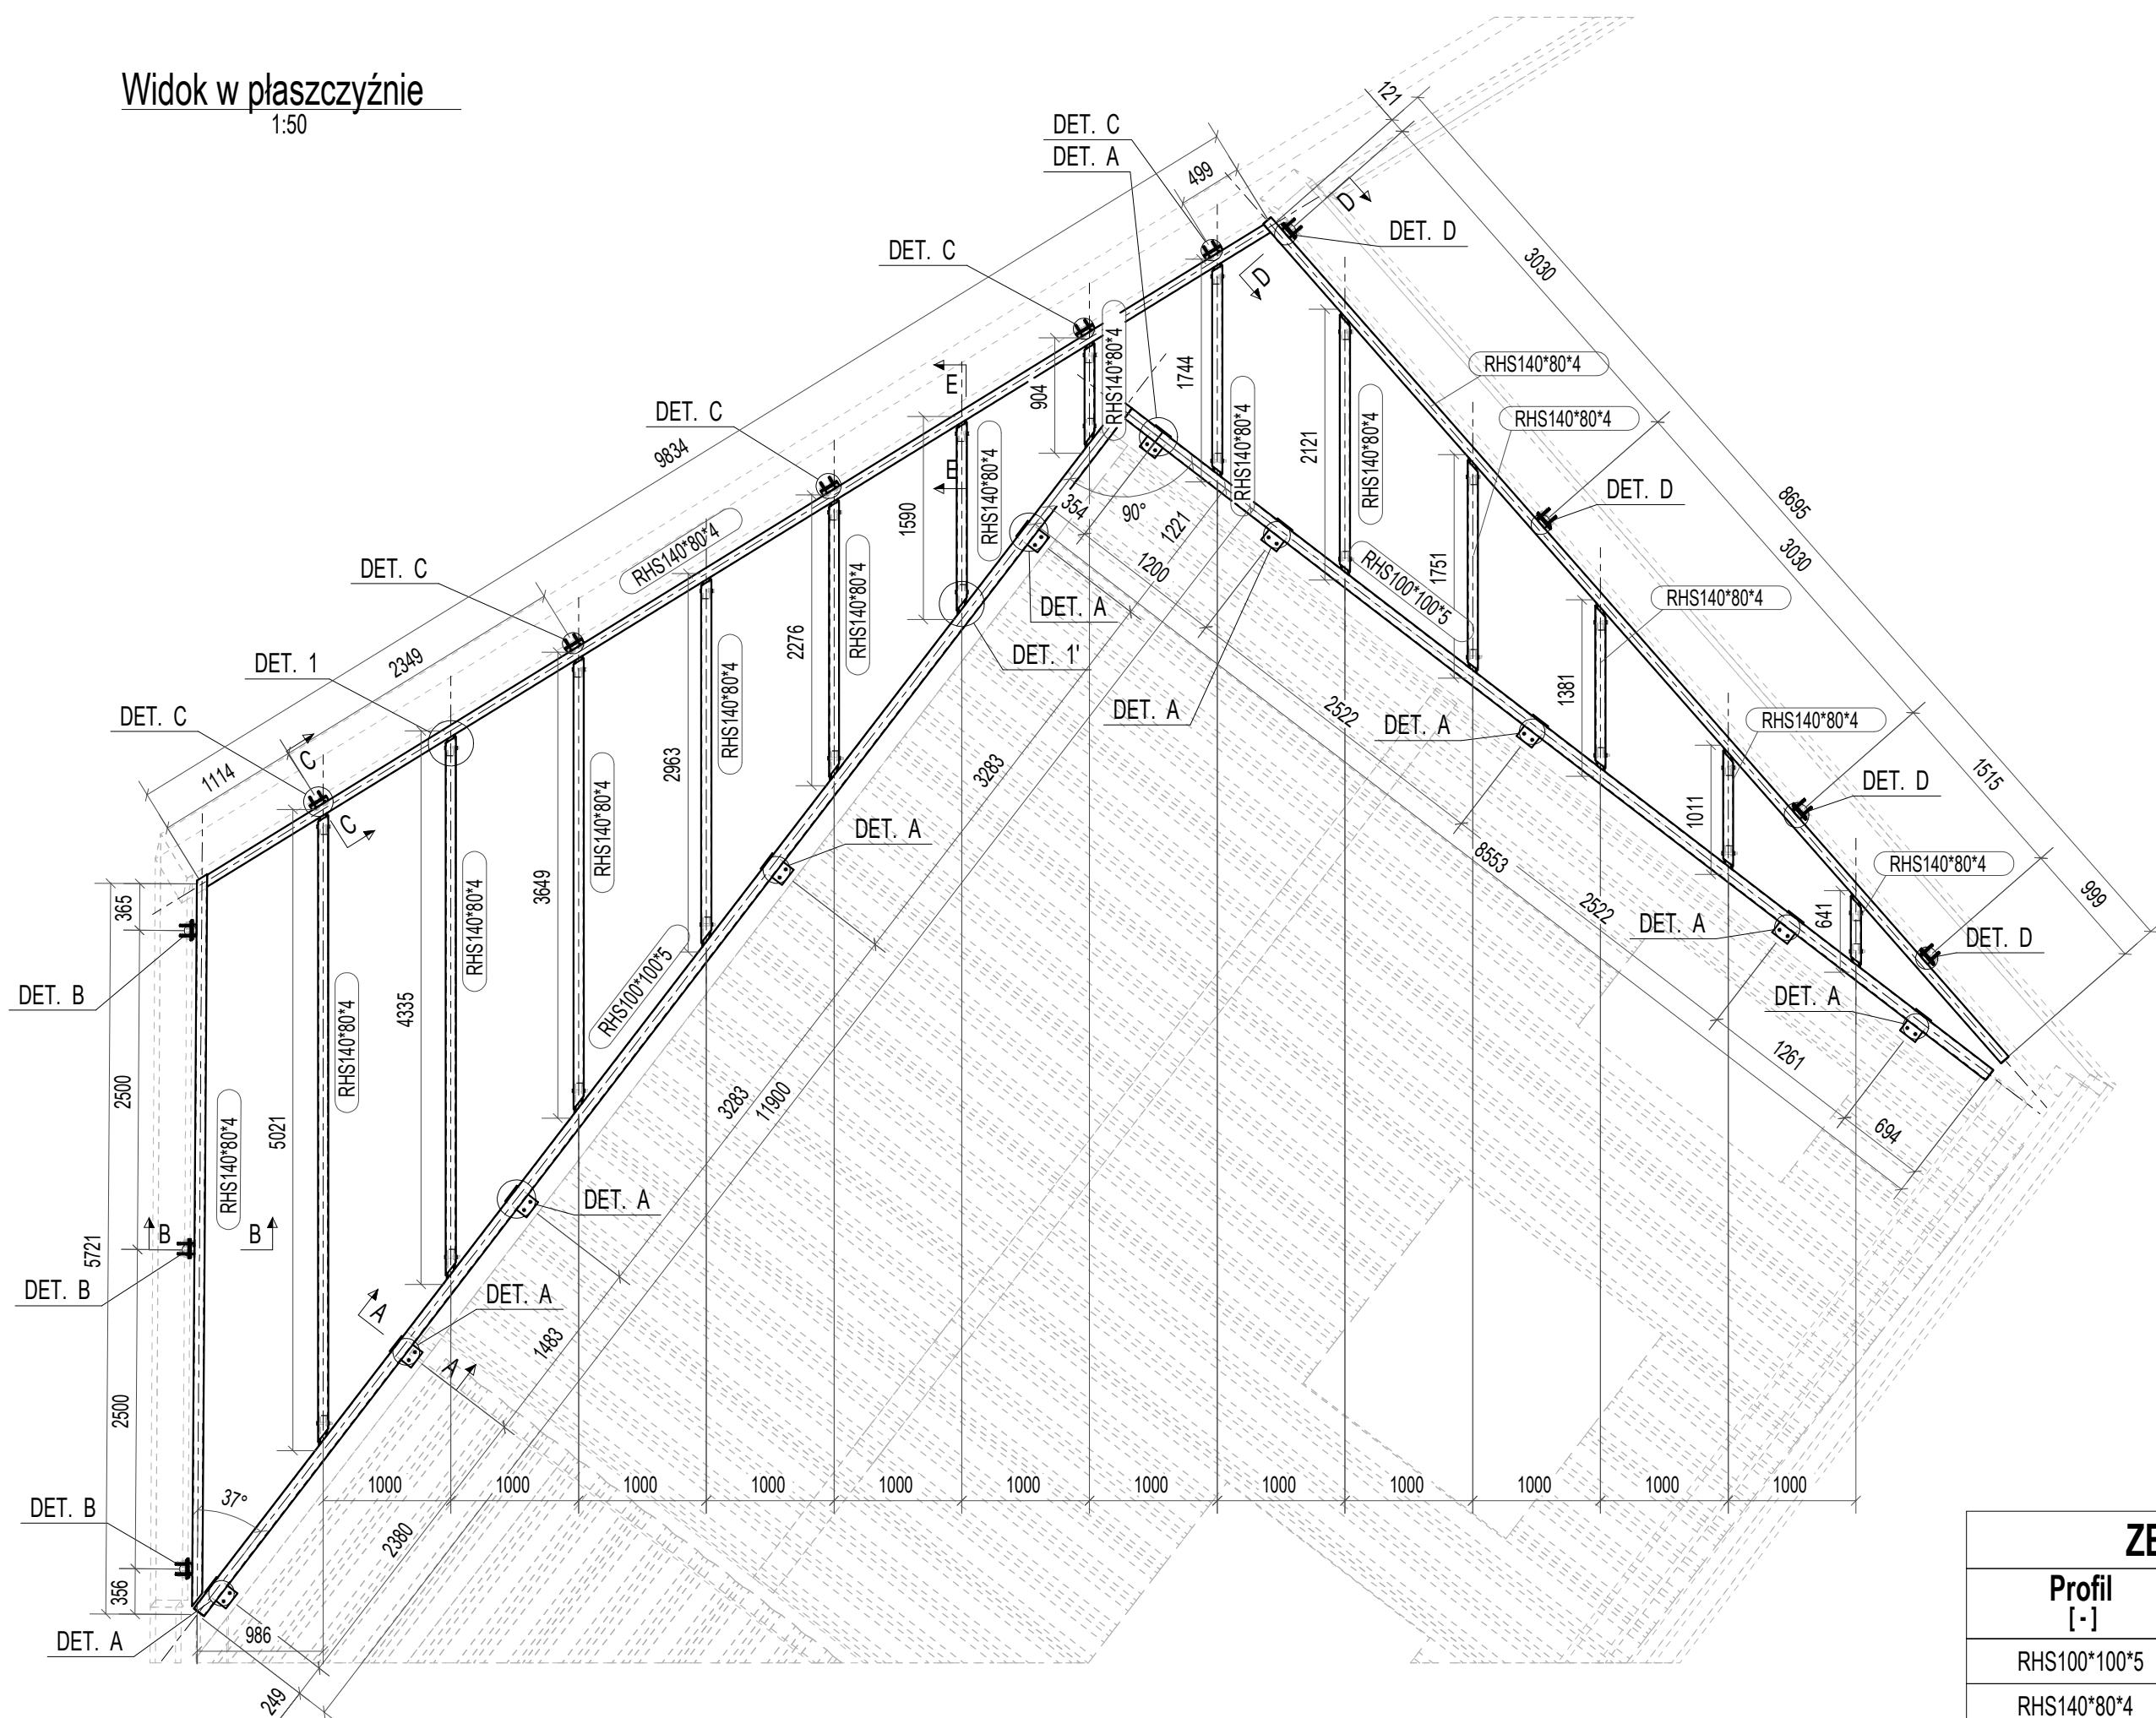 Widok w płaszczyźnie
1:50
DET. C
DET. A
499
121
D
DET. D
3030
DET. C
D
RHS140*80*4
1744
904
RHS140*80*4
RHS140*80*4
E
DET. C
9834
2121
RHS140*80*4
RHS140*80*4
RHS140*80*4
1590
E
RHS140*80*4
DET. D
8695
354
90°
1221
1200
3030
RHS140*80*4
DET. C
2276
RHS140*80*4
RHS100*100*5
1751
DET. A
RHS140*80*4
2349
DET. 1
DET. 1'
1381
2963
RHS140*80*4
2522
DET. A
DET. A
RHS140*80*4
DET. C
C
1114
3283
1515
DET. D
C
3649
RHS140*80*4
DET. A
1011
8553
RHS140*80*4
365
RHS140*80*4
2522
641
999
DET. A
DET. D
DET. B
4335
RHS100*100*5
DET. A
RHS140*80*4
2500
1261
3283
11900
5021
RHS140*80*4
694
B
B
5721
DET. A
DET. B
A
DET. A
1483
A
2500
1000
1000
1000
1000
1000
1000
1000
1000
1000
1000
1000
1000
37°
DET. B
2380
356
DET. A
986
249
ZE
Profil
[ - ]
RHS100*100*5
RHS140*80*4